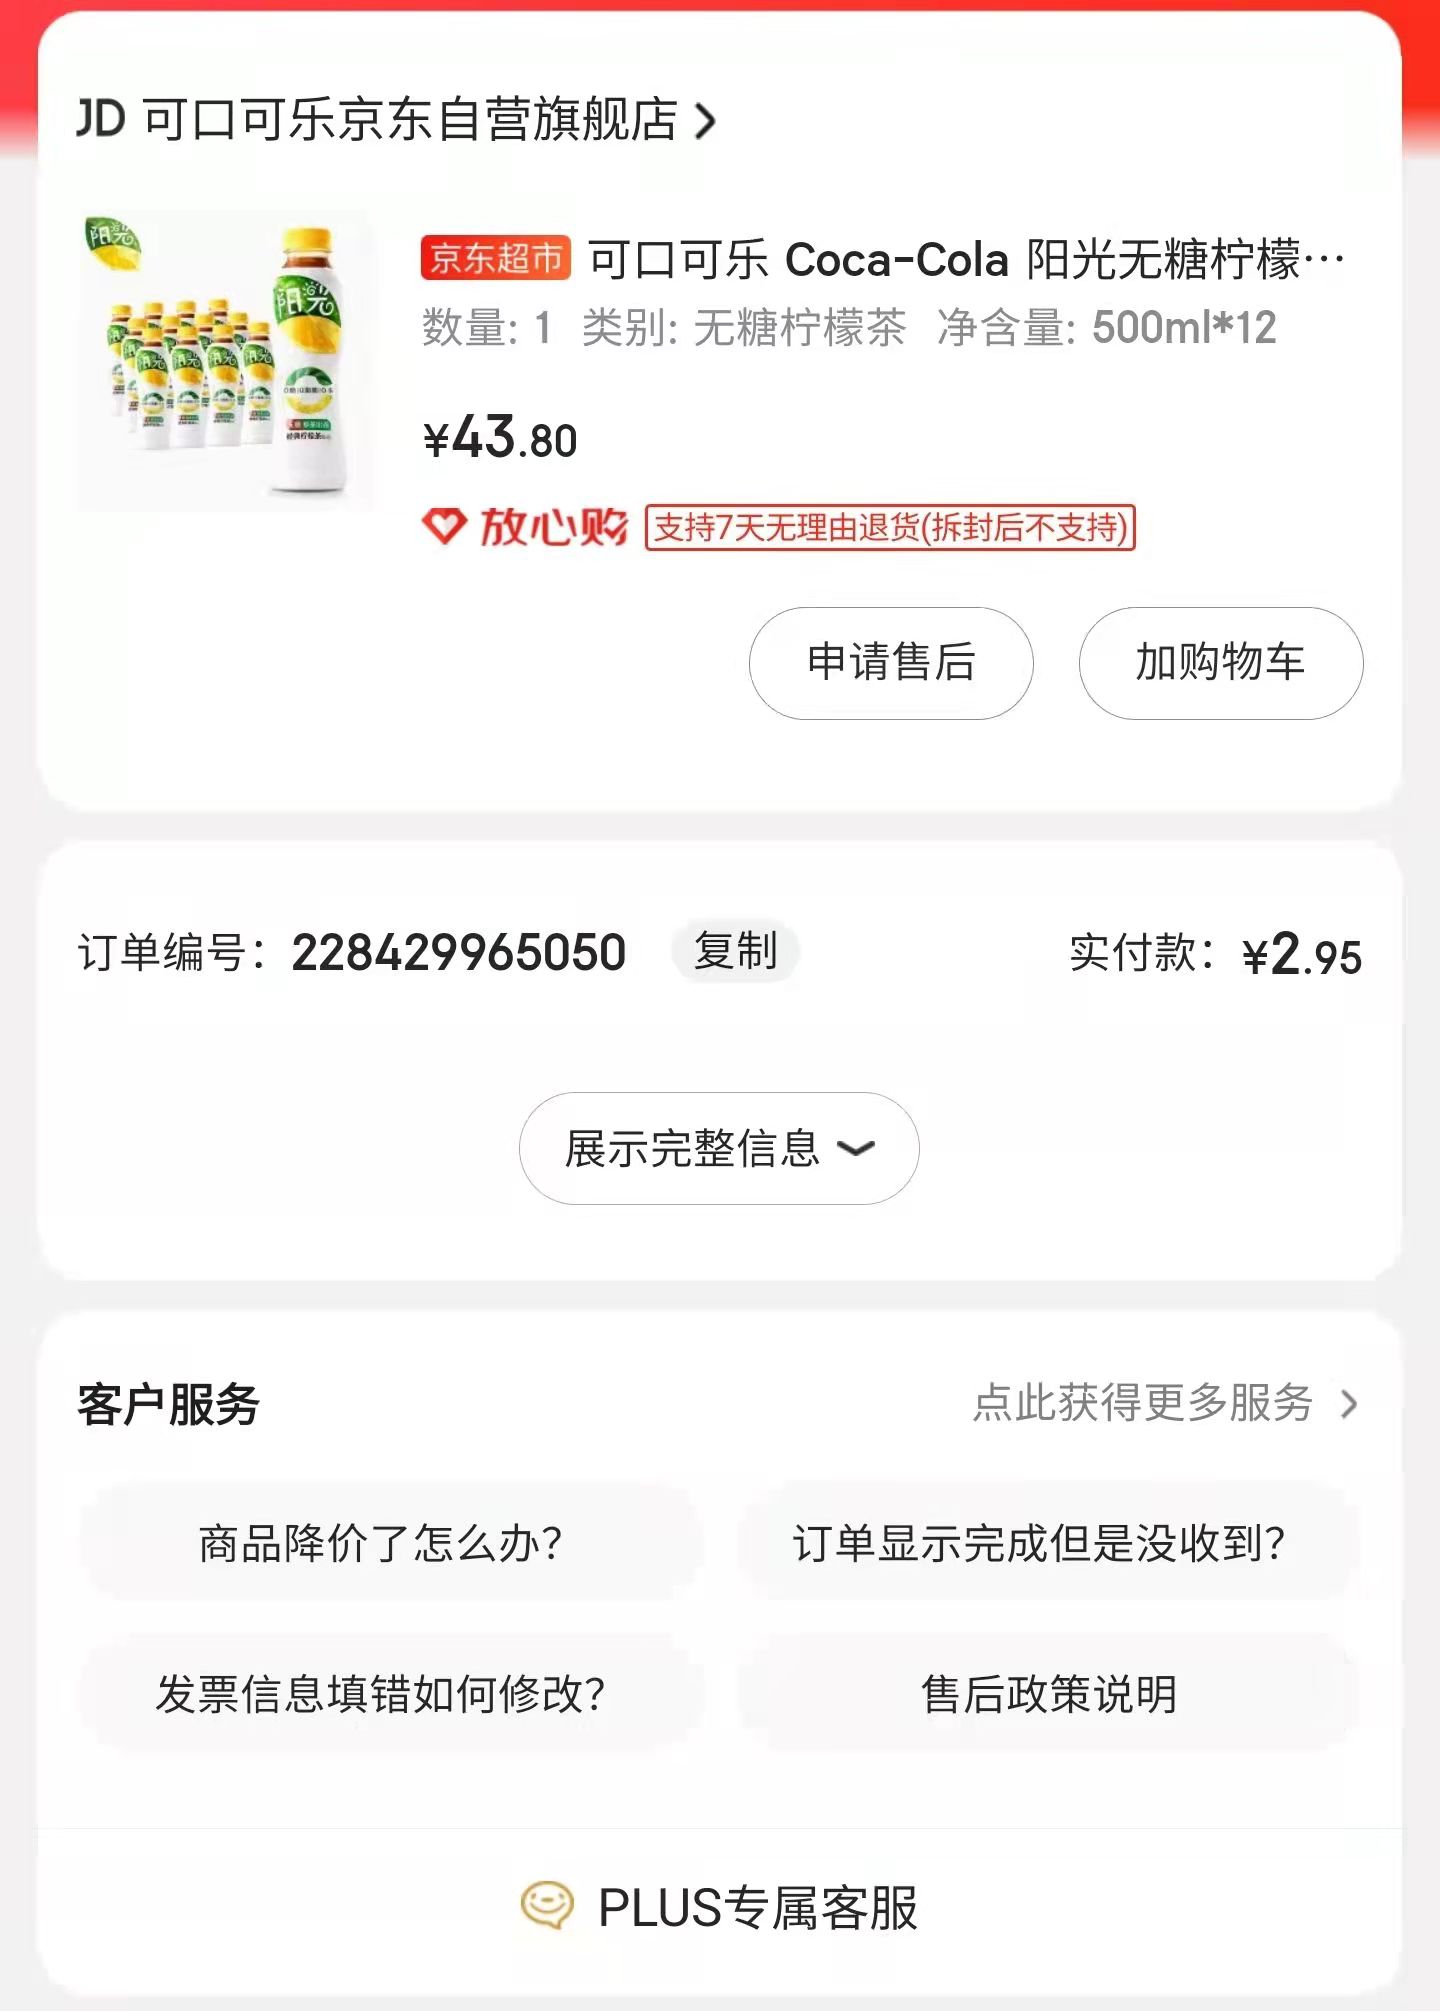 JD 可口可乐京东自营旗舰店
阳光
京东超市 可口可乐 Coca-Cola 阳光无糖柠檬…
数量: 1 类别: 无糖柠檬茶 净含量: 500ml*12
¥43.80
放心购 支持7天无理由退货(拆封后不支持)
申请售后 加购物车
订单编号: 228429965050 复制 实付款: ¥2.95
展示完整信息
客户服务 点此获得更多服务
商品降价了怎么办? 订单显示完成但是没收到?
发票信息填错如何修改? 售后政策说明
PLUS专属客服